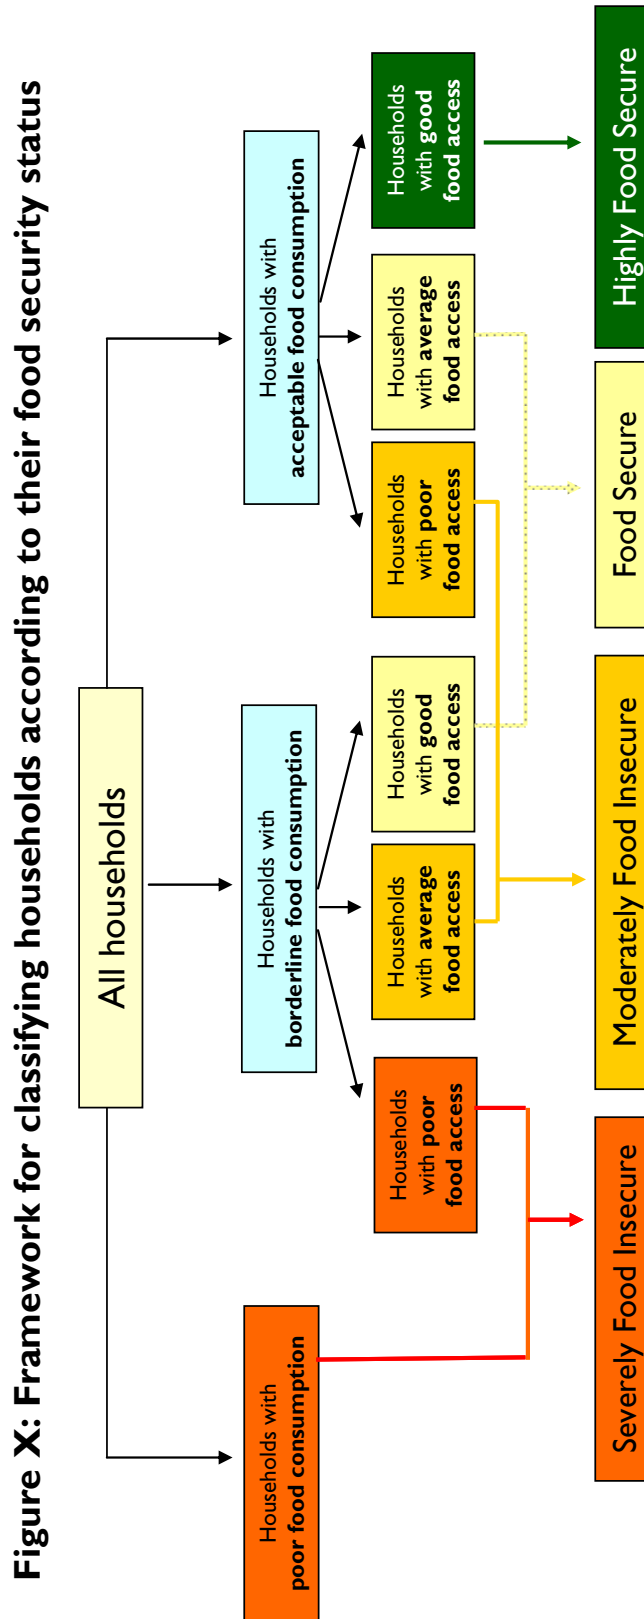 Figure X: Framework for classifying households according to their food security status
All households
Households with
poor food consumption
Households with
borderline food consumption
Households with
acceptable food consumption
Households
with poor
food access
Households
with average
food access
Households
with good
food access
Households
with poor
food access
Households
with average
food access
Households
with good
food access
Severely Food Insecure
Moderately Food Insecure
Food Secure
Highly Food Secure